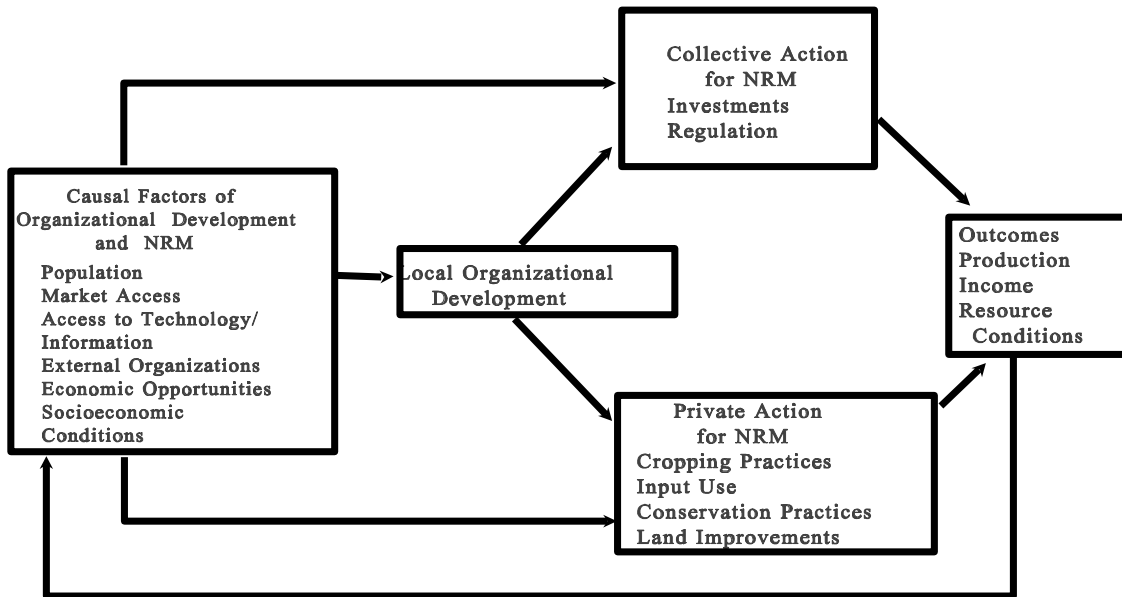 Collective Action
for NRM
Investments
Regulation
Causal Factors of
Organizational Development
and NRM
Population
Market Access
Access to Technology/
Information
External Organizations
Economic Opportunities
Socioeconomic
Conditions
Local Organizational
Development
Outcomes
Production
Income
Resource
Conditions
Private Action
for NRM
Cropping Practices
Input Use
Conservation Practices
Land Improvements